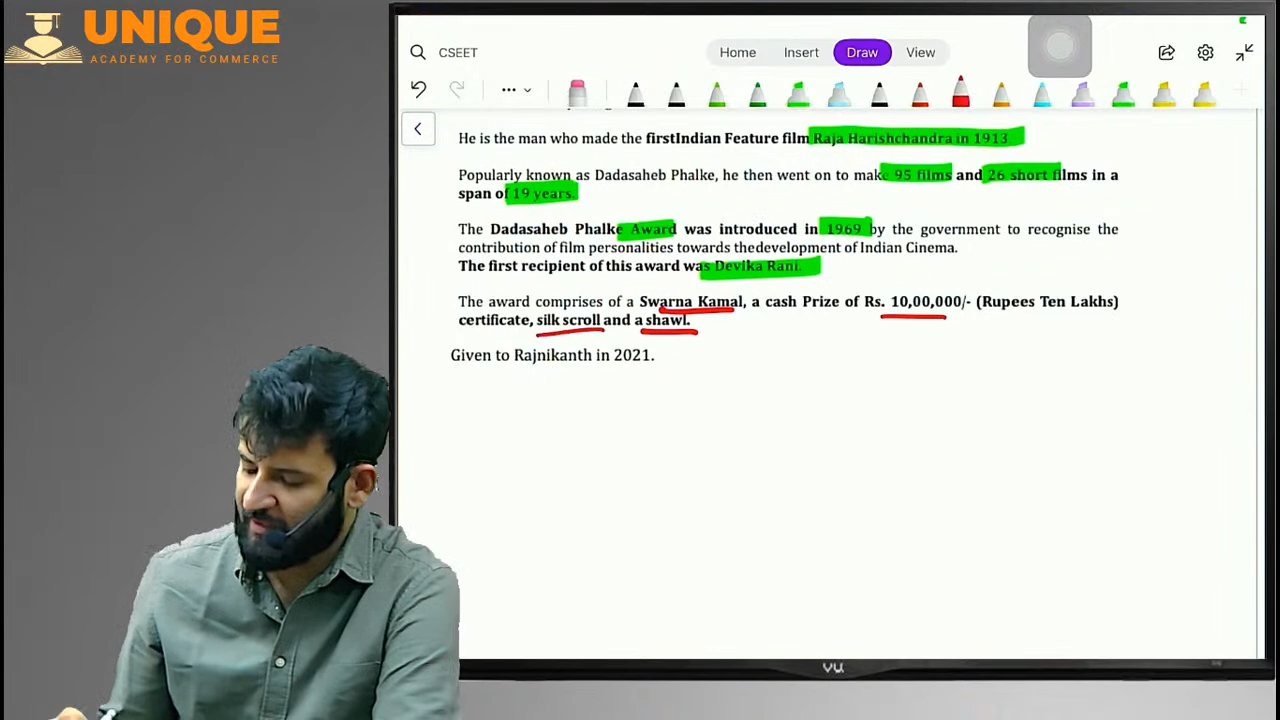 UNIQUE
ACADEMY FOR COMMERCE
CSEET
Home Insert Draw View
He is the man who made the firstIndian Feature film Raja Harishchandra in 1913
Popularly known as Dadasaheb Phalke, he then went on to make 95 films and 26 short films in a
span of 19 years.
The Dadasaheb Phalke Award was introduced in 1969 by the government to recognise the
contribution of film personalities towards thedevelopment of Indian Cinema.
The first recipient of this award was Devika Rani.
The award comprises of a Swarna Kamal, a cash Prize of Rs. 10,00,000/- (Rupees Ten Lakhs)
certificate, silk scroll and a shawl.
Given to Rajnikanth in 2021.
vu